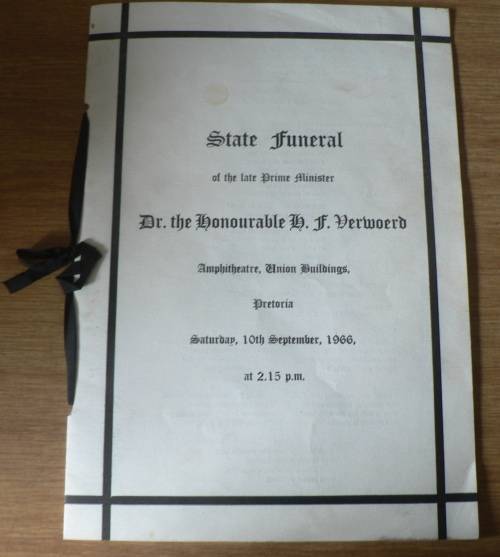 State Funeral
of the late Prime Minister
Dr. the Honourable H. F. Verwoerd
Amphitheatre, Union Buildings,
Pretoria
Saturday, 10th September, 1966,
at 2.15 p.m.